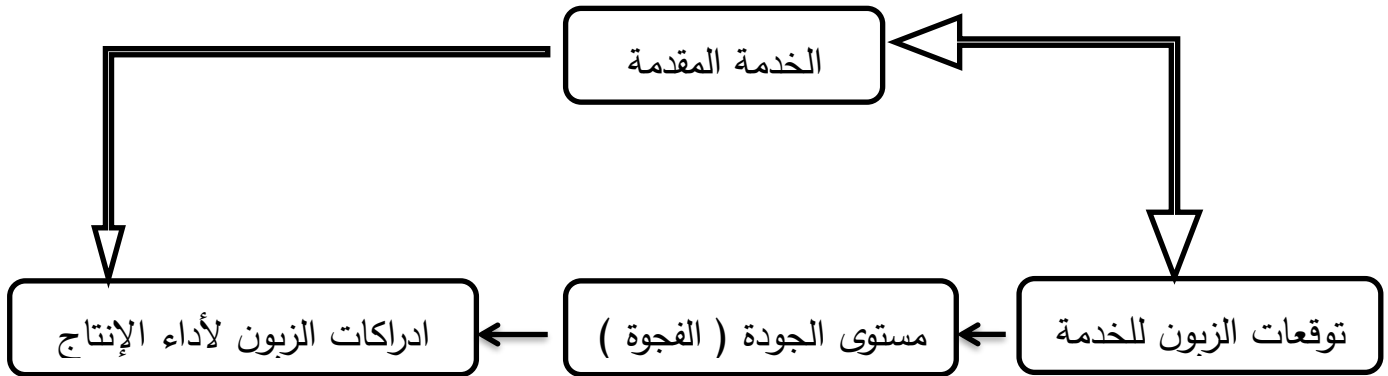 الخدمة المقدمة
توقعات الزبون للخدمة
مستوى الجودة ( الفجوة )
ادراكات الزبون لأداء الإنتاج